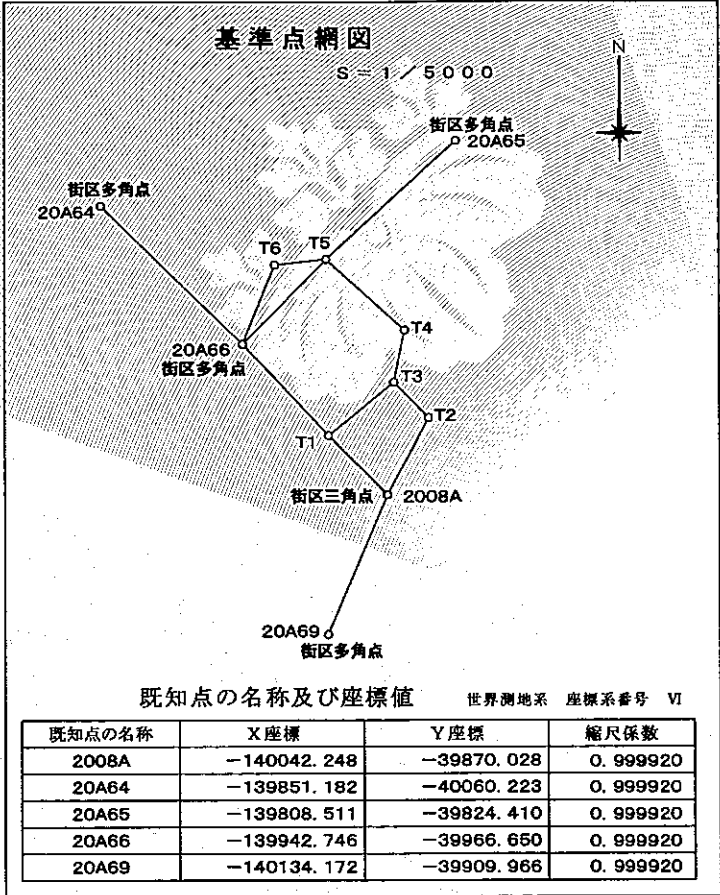 基準点網図
S＝1／5000
N
街区多角点
20A65
街区多角点
20A64
T6
T5
T4
20A66
街区多角点
T3
T2
T1
街区三角点 2008A
20A69
街区多角点
既知点の名称及び座標値 世界測地系 座標系番号 Ⅵ
既知点の名称 X座標 Y座標 縮尺係数
2008A －140042.248 －39870.028 0.999920
20A64 －139851.182 －40060.223 0.999920
20A65 －139808.511 －39824.410 0.999920
20A66 －139942.746 －39966.650 0.999920
20A69 －140134.172 －39909.966 0.999920